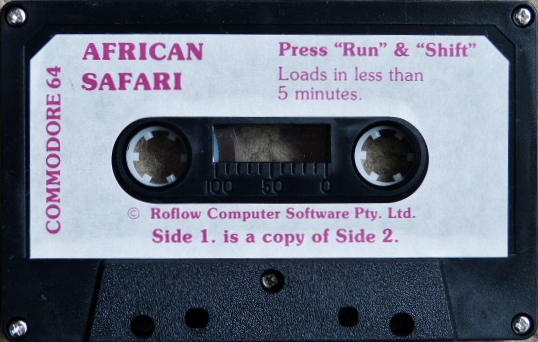 COMMODORE 64
AFRICAN
SAFARI
Press "Run" & "Shift"
Loads in less than
5 minutes.
100 50 0
© Roflow Computer Software Pty. Ltd.
Side 1. is a copy of Side 2.